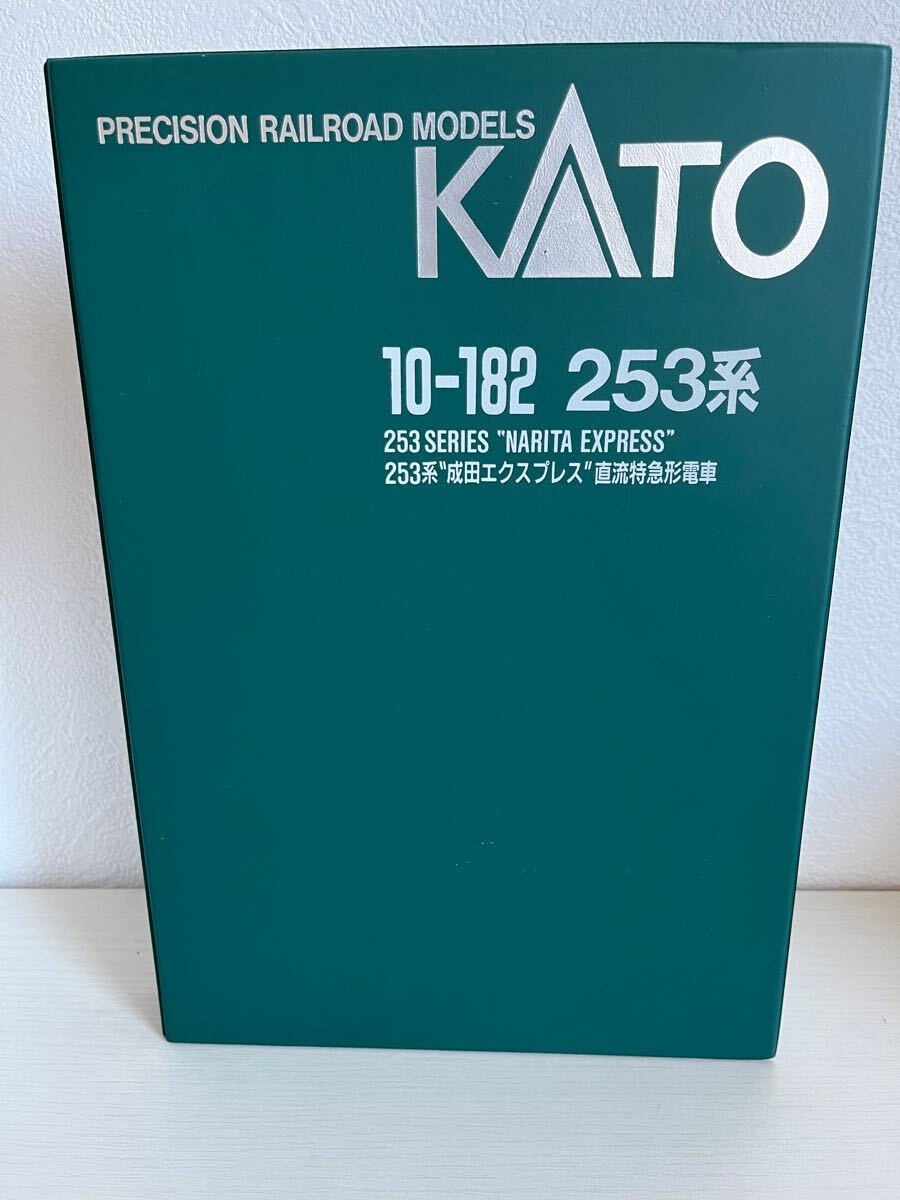 PRECISION RAILROAD MODELS
KATO
10-182 253系
253 SERIES "NARITA EXPRESS"
253系"成田エクスプレス"直流特急形電車